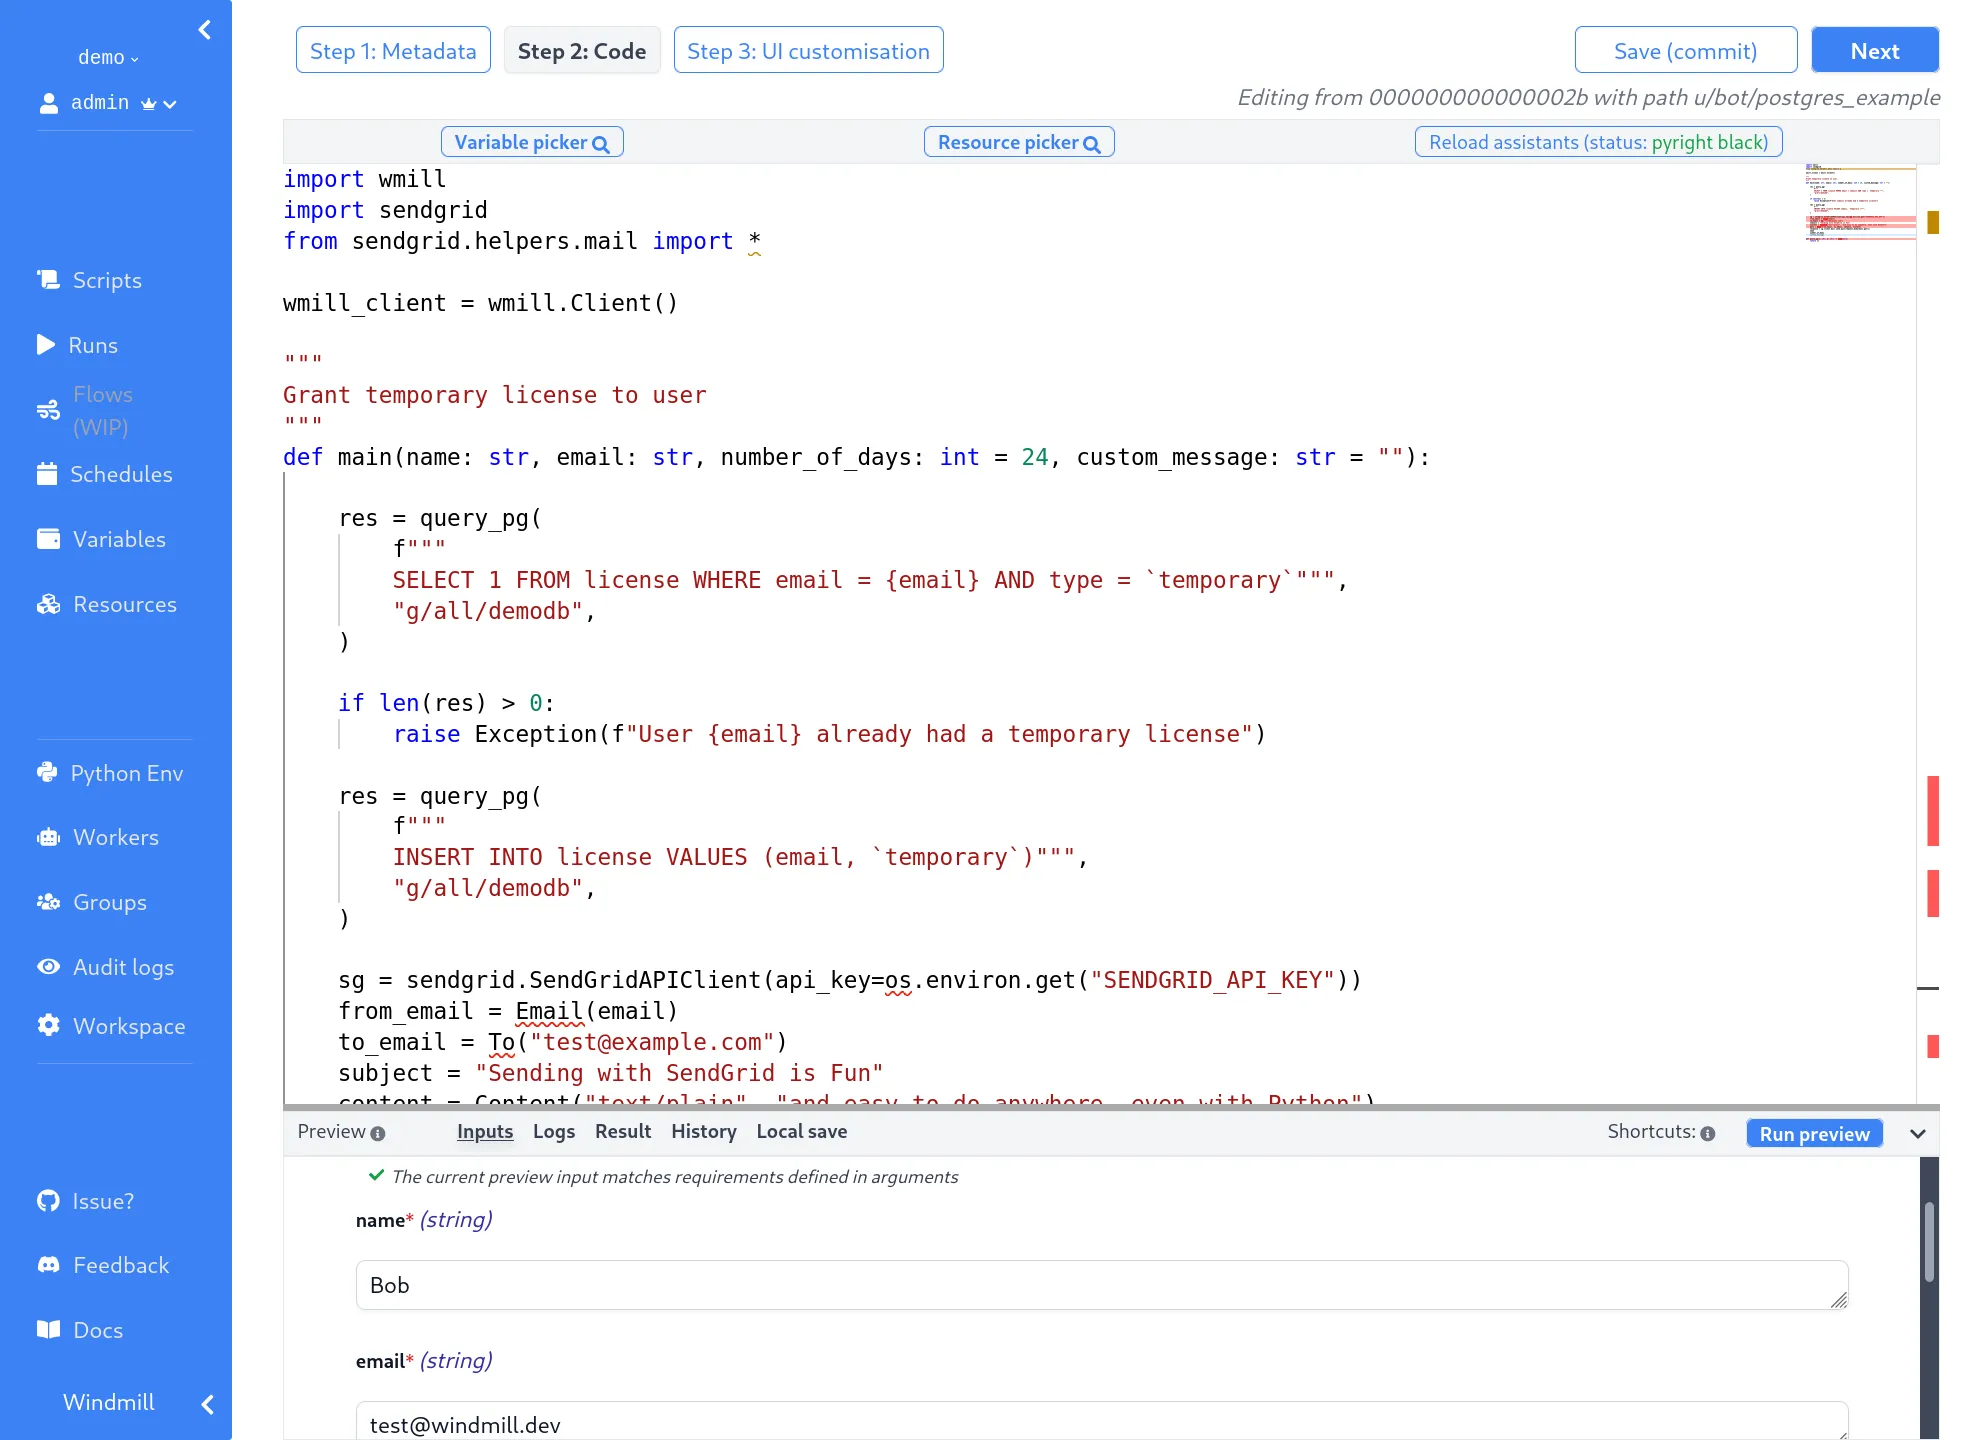 demo
admin
Scripts
Runs
Flows
(WIP)
Schedules
Variables
Resources
Python Env
Workers
Groups
Audit logs
Workspace
Issue?
Feedback
Docs
Windmill
Step 1: Metadata Step 2: Code Step 3: UI customisation Save (commit) Next
Editing from 000000000000002b with path u/bot/postgres_example
Variable picker Resource picker Reload assistants (status: pyright black)
import wmill
import sendgrid
from sendgrid.helpers.mail import *
wmill_client = wmill.Client()
"""
Grant temporary license to user
"""
def main(name: str, email: str, number_of_days: int = 24, custom_message: str = ""):
res = query_pg(
f"""
SELECT 1 FROM license WHERE email = {email} AND type = `temporary`""",
"g/all/demodb",
)
if len(res) > 0:
raise Exception(f"User {email} already had a temporary license")
res = query_pg(
f"""
INSERT INTO license VALUES (email, `temporary`)""",
"g/all/demodb",
)
sg = sendgrid.SendGridAPIClient(api_key=os.environ.get("SENDGRID_API_KEY"))
from_email = Email(email)
to_email = To("test@example.com")
subject = "Sending with SendGrid is Fun"
content = Content("text/plain", "and easy to do anywhere, even with Python")
Preview Inputs Logs Result History Local save Shortcuts: Run preview
The current preview input matches requirements defined in arguments
name* (string)
Bob
email* (string)
test@windmill.dev